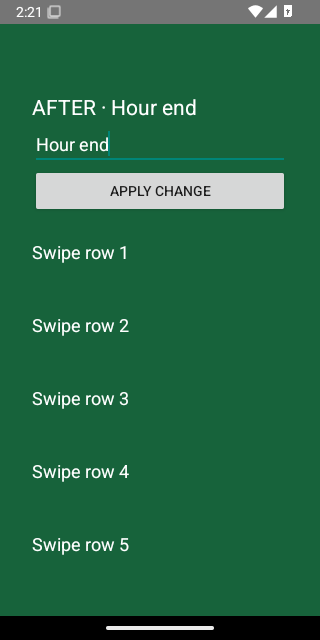 2:21
AFTER · Hour end
Hour end
APPLY CHANGE
Swipe row 1
Swipe row 2
Swipe row 3
Swipe row 4
Swipe row 5